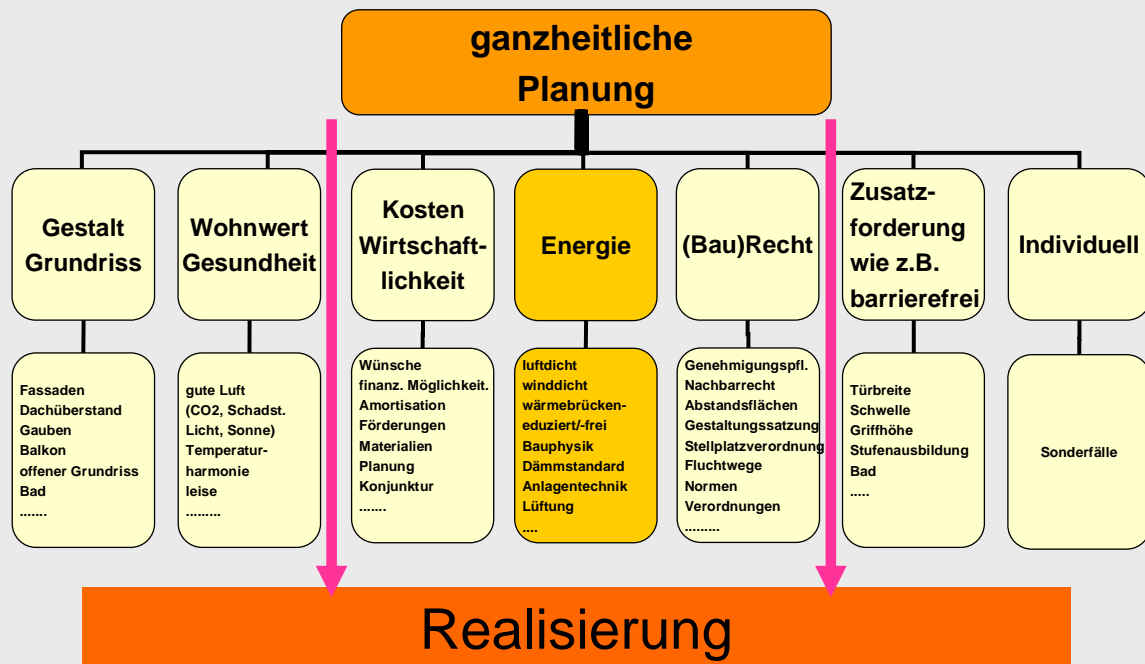 ganzheitliche
Planung
Gestalt
Grundriss
Wohnwert
Gesundheit
Kosten
Wirtschaft-
lichkeit
Energie
(Bau)Recht
Zusatz-
forderung
wie z.B.
barrierefrei
Individuell
Fassaden
Dachüberstand
Gauben
Balkon
offener Grundriss
Bad
.......
gute Luft
(CO2, Schadst.
Licht, Sonne)
Temperatur-
harmonie
leise
.........
Wünsche
finanz. Möglichkeit.
Amortisation
Förderungen
Materialien
Planung
Konjunktur
.......
luftdicht
winddicht
wärmebrücken-
eduziert/-frei
Bauphysik
Dämmstandard
Anlagentechnik
Lüftung
....
Genehmigungspfl.
Nachbarrecht
Abstandsflächen
Gestaltungssatzung
Stellplatzverordnung
Fluchtwege
Normen
Verordnungen
.........
Türbreite
Schwelle
Griffhöhe
Stufenausbildung
Bad
.....
Sonderfälle
Realisierung